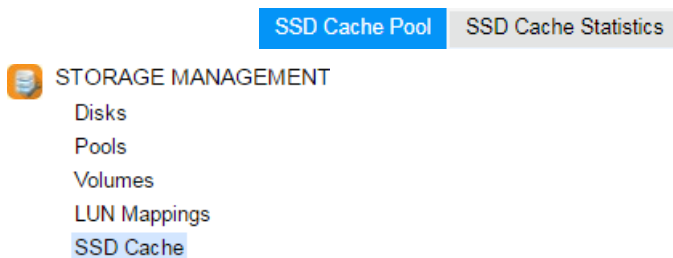 SSD Cache Pool SSD Cache Statistics
STORAGE MANAGEMENT
Disks
Pools
Volumes
LUN Mappings
SSD Cache